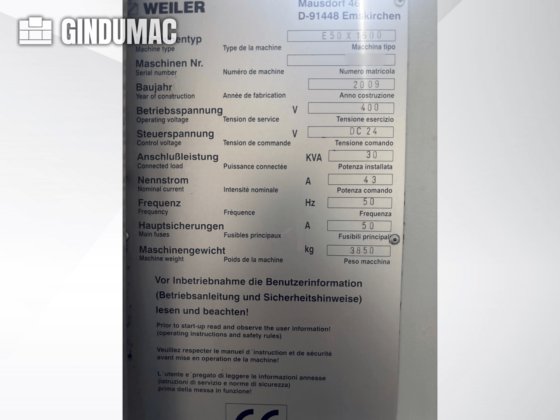 GINDUMAC
WEILER
Mausdorf 46
D-91448 Emskirchen
E50 X 1500
Machine type Type de la machine Macchina tipo
Maschinen Nr.
Serial number Numéro de machine Numero matricola
Baujahr 2009
Year of construction Année de fabrication Anno costruzione
Betriebsspannung V 400
Operating voltage Tension de service Tensione esercizio
Steuerspannung V DC 24
Control voltage Tension de commande Tensione comando
Anschlußleistung KVA 30
Connected load Puissance connectée Potenza installata
Nennstrom A 43
Nominal current Intensité nominale Potenza comando
Frequenz Hz 50
Frequency Fréquence Frequenza
Hauptsicherungen A 50
Main fuses Fusibles principaux Fusibili principal
Maschinengewicht kg 3850
Machine weight Poids de la machine Peso macchina
Vor Inbetriebnahme die Benutzerinformation
(Betriebsanleitung und Sicherheitshinweise)
lesen und beachten!
Prior to start-up read and observe the user information!
(operating instructions and safety rules)
Veuillez respecter le manuel d'instruction et de sécurité
avant mise en operation de la machine!
L'utente e pregato di leggere le informazioni annesse
(istruzioni di servizio e norme di sicurezza)
prima della messa in funzione!
CE